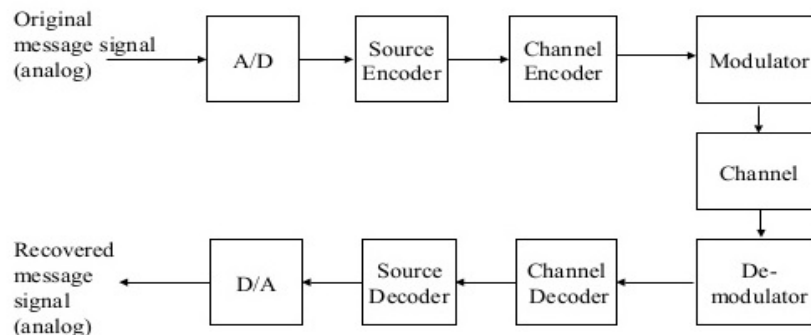 Original
message signal
(analog)
A/D
Source
Encoder
Channel
Encoder
Modulator
Channel
De-
modulator
Channel
Decoder
Source
Decoder
D/A
Recovered
message
signal
(analog)